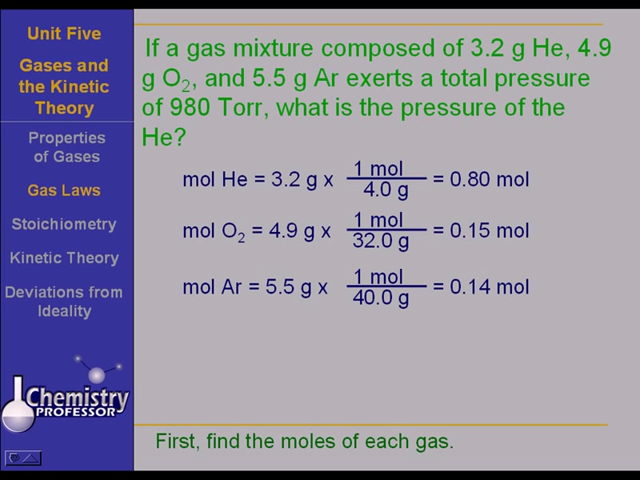 Unit Five
Gases and
the Kinetic
Theory
Properties
of Gases
Gas Laws
Stoichiometry
Kinetic Theory
Deviations from
Ideality
Chemistry
PROFESSOR
If a gas mixture composed of 3.2 g He, 4.9
g O₂, and 5.5 g Ar exerts a total pressure
of 980 Torr, what is the pressure of the
He?
mol He = 3.2 g x 1 mol / 4.0 g = 0.80 mol
mol O₂ = 4.9 g x 1 mol / 32.0 g = 0.15 mol
mol Ar = 5.5 g x 1 mol / 40.0 g = 0.14 mol
First, find the moles of each gas.